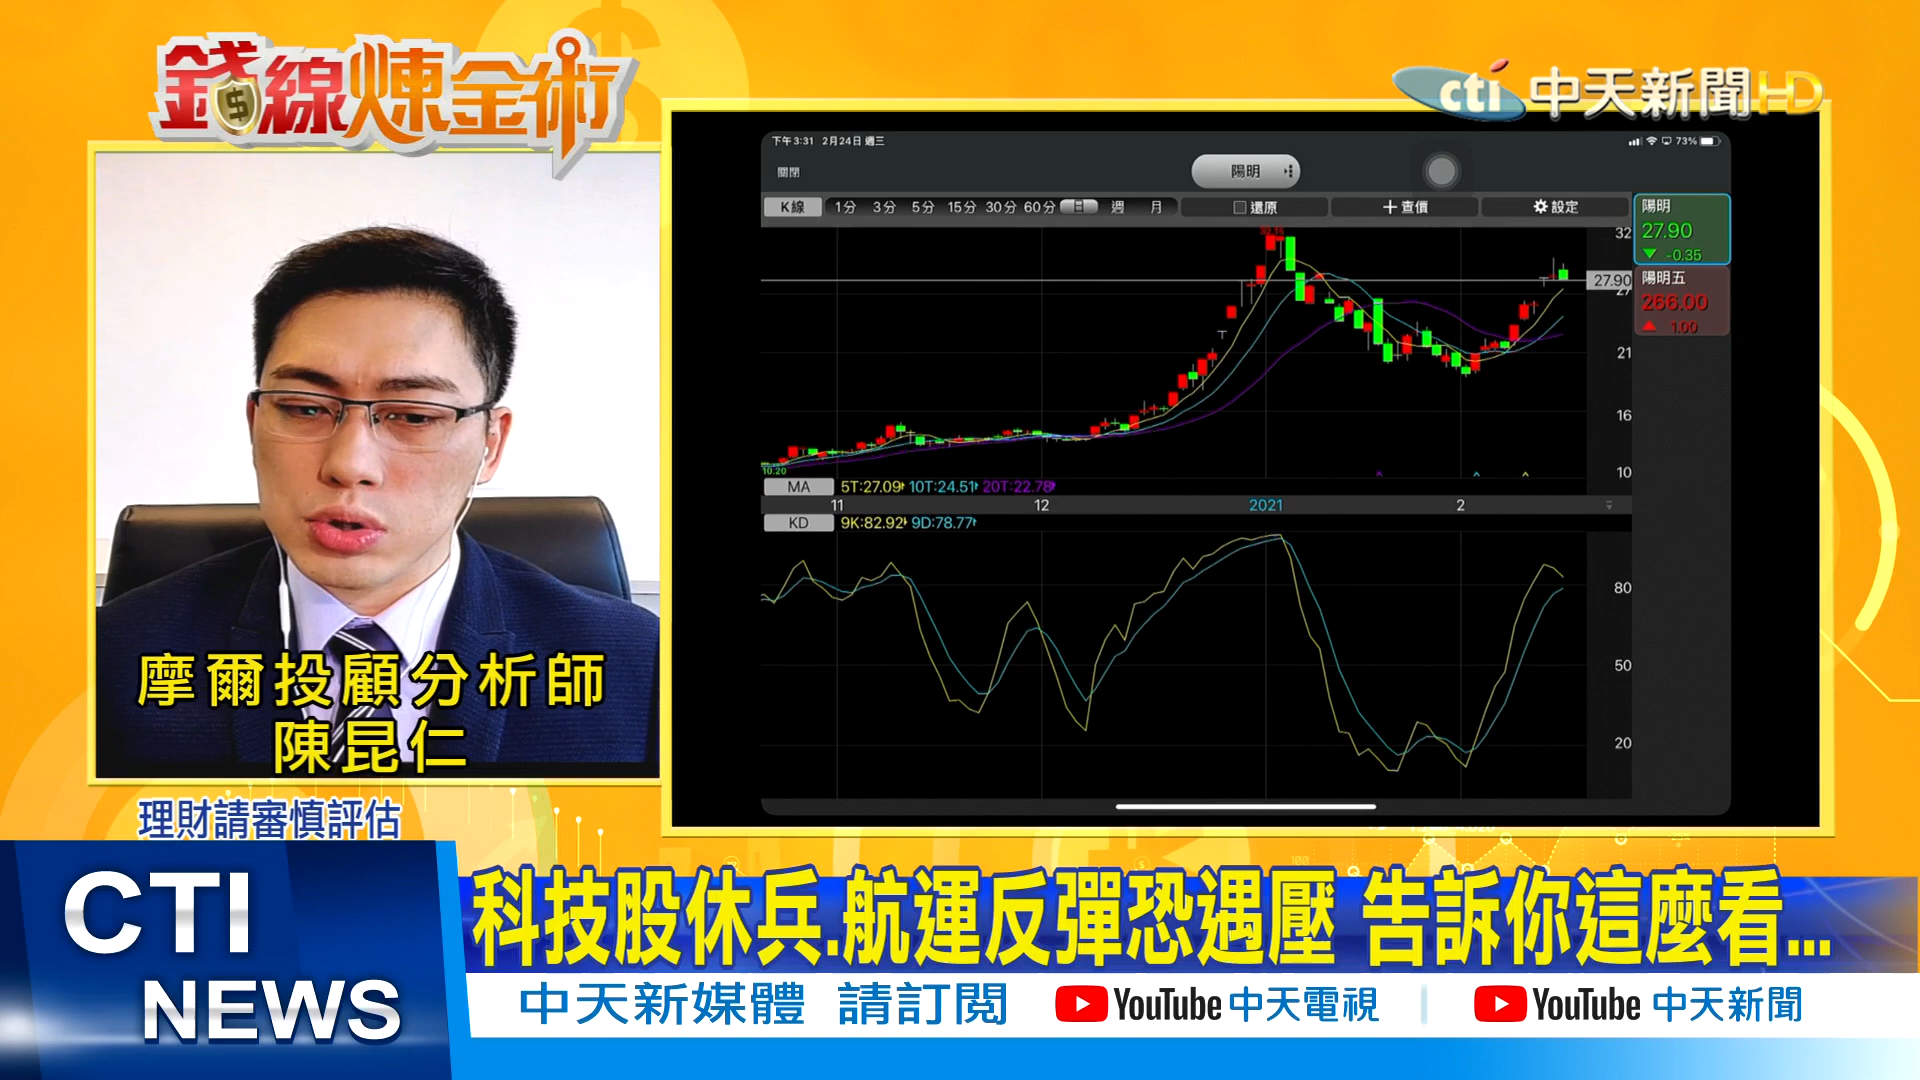 錢線煉金術
cti 中天新聞HD
下午3:31 2月24日 週三
73%
關閉
陽明
K線 1分 3分 5分 15分 30分 60分 日 週 月 還原 查價 設定
陽明
27.90
-0.35
陽明五
266.00
1.00
32.15
32
27.90
27
21
16
10
10.20
MA 5T:27.09 10T:24.51 20T:22.78
11 12 2021 2
KD 9K:82.92 9D:78.77
80
50
20
摩爾投顧分析師
陳昆仁
理財請審慎評估
CTI
NEWS
科技股休兵.航運反彈恐遇壓 告訴你這麼看...
中天新媒體 請訂閱 YouTube 中天電視 YouTube 中天新聞